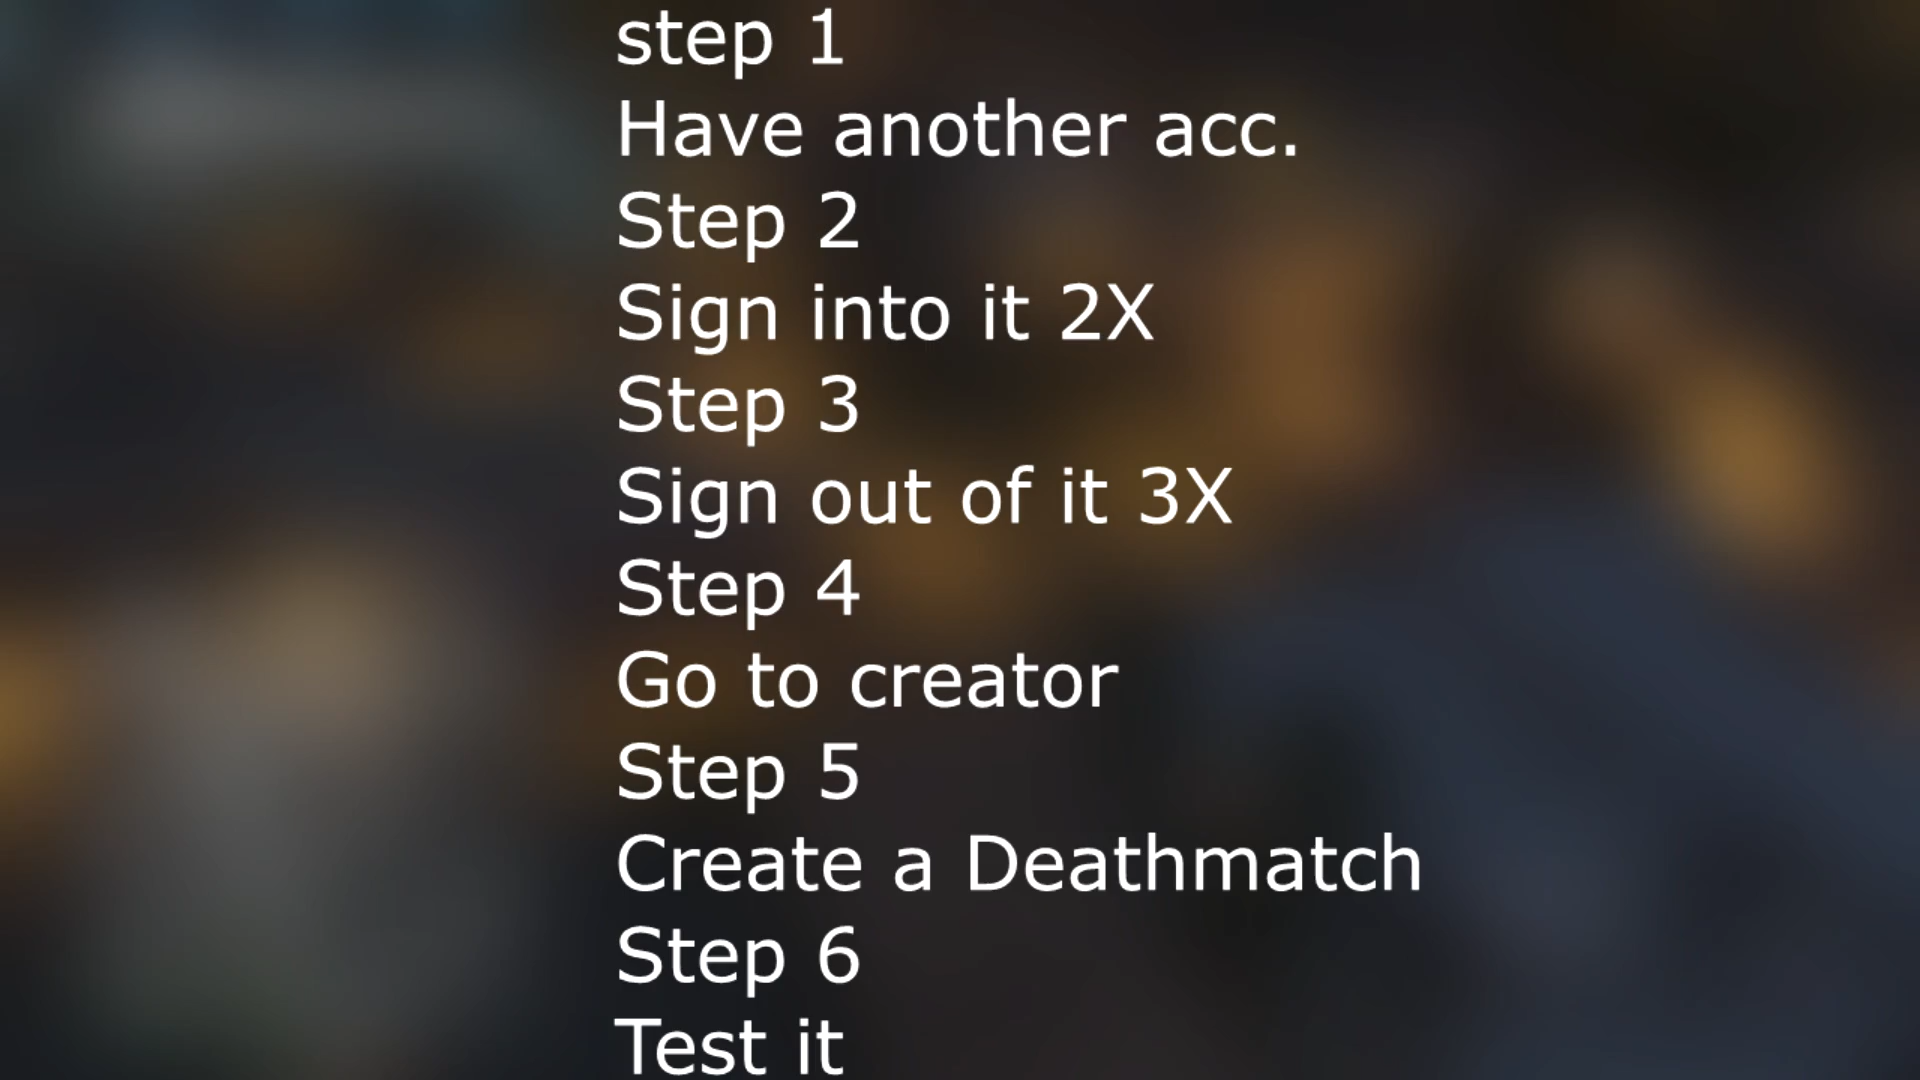 step 1
Have another acc.
Step 2
Sign into it 2X
Step 3
Sign out of it 3X
Step 4
Go to creator
Step 5
Create a Deathmatch
Step 6
Test it